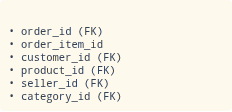 • order_id (FK)
• order_item_id
• customer_id (FK)
• product_id (FK)
• seller_id (FK)
• category_id (FK)